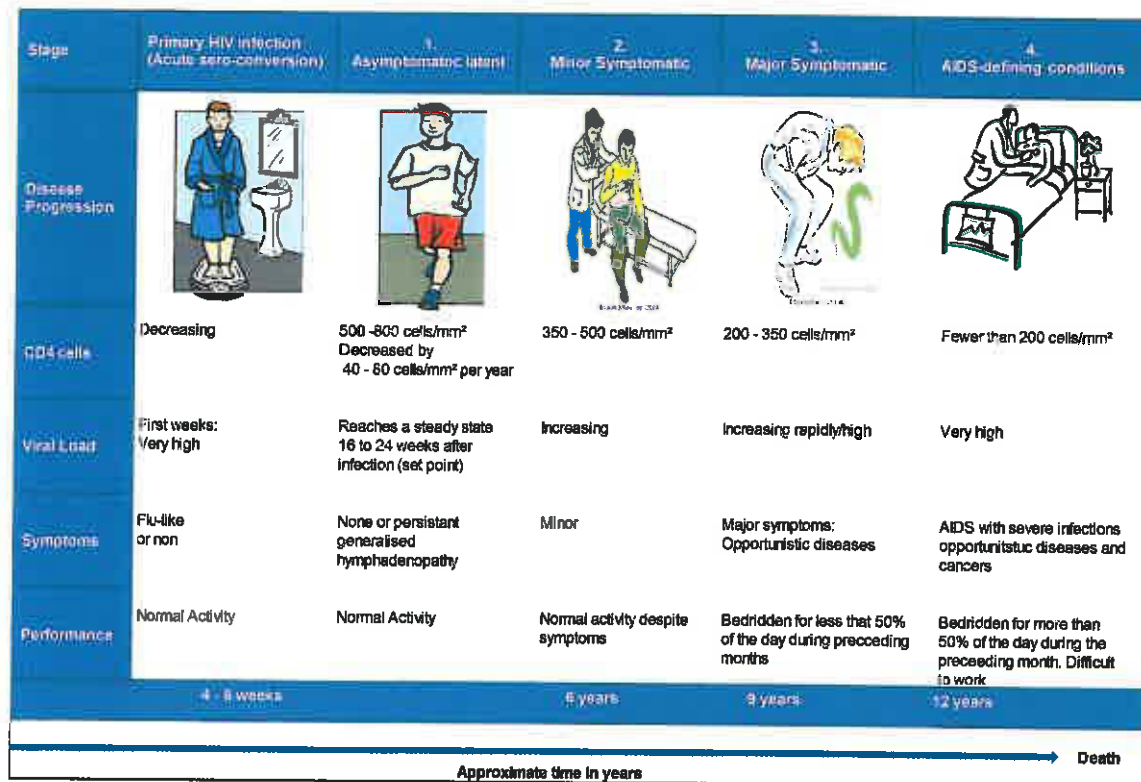 Stage
Primary HIV infection
(Acute sero-conversion)
1.
Asymptomatic latent
2.
Minor Symptomatic
3.
Major Symptomatic
4.
AIDS-defining conditions
Disease
Progression
CD4 cells
Decreasing
500 -800 cells/mm²
Decreased by
40 - 80 cells/mm² per year
350 - 500 cells/mm²
200 - 350 cells/mm²
Fewer than 200 cells/mm²
Viral Load
First weeks:
Very high
Reaches a steady state
16 to 24 weeks after
infection (set point)
Increasing
Increasing rapidly/high
Very high
Symptoms
Flu-like
or non
None or persistant
generalised
hymphadenopathy
Minor
Major symptoms:
Opportunistic diseases
AIDS with severe infections
opportunitstuc diseases and
cancers
Performance
Normal Activity
Normal Activity
Normal activity despite
symptoms
Bedridden for less that 50%
of the day during precceding
months
Bedridden for more than
50% of the day during the
preceeding month. Difficult
to work
4 - 8 weeks
6 years
9 years
12 years
Death
Approximate time in years